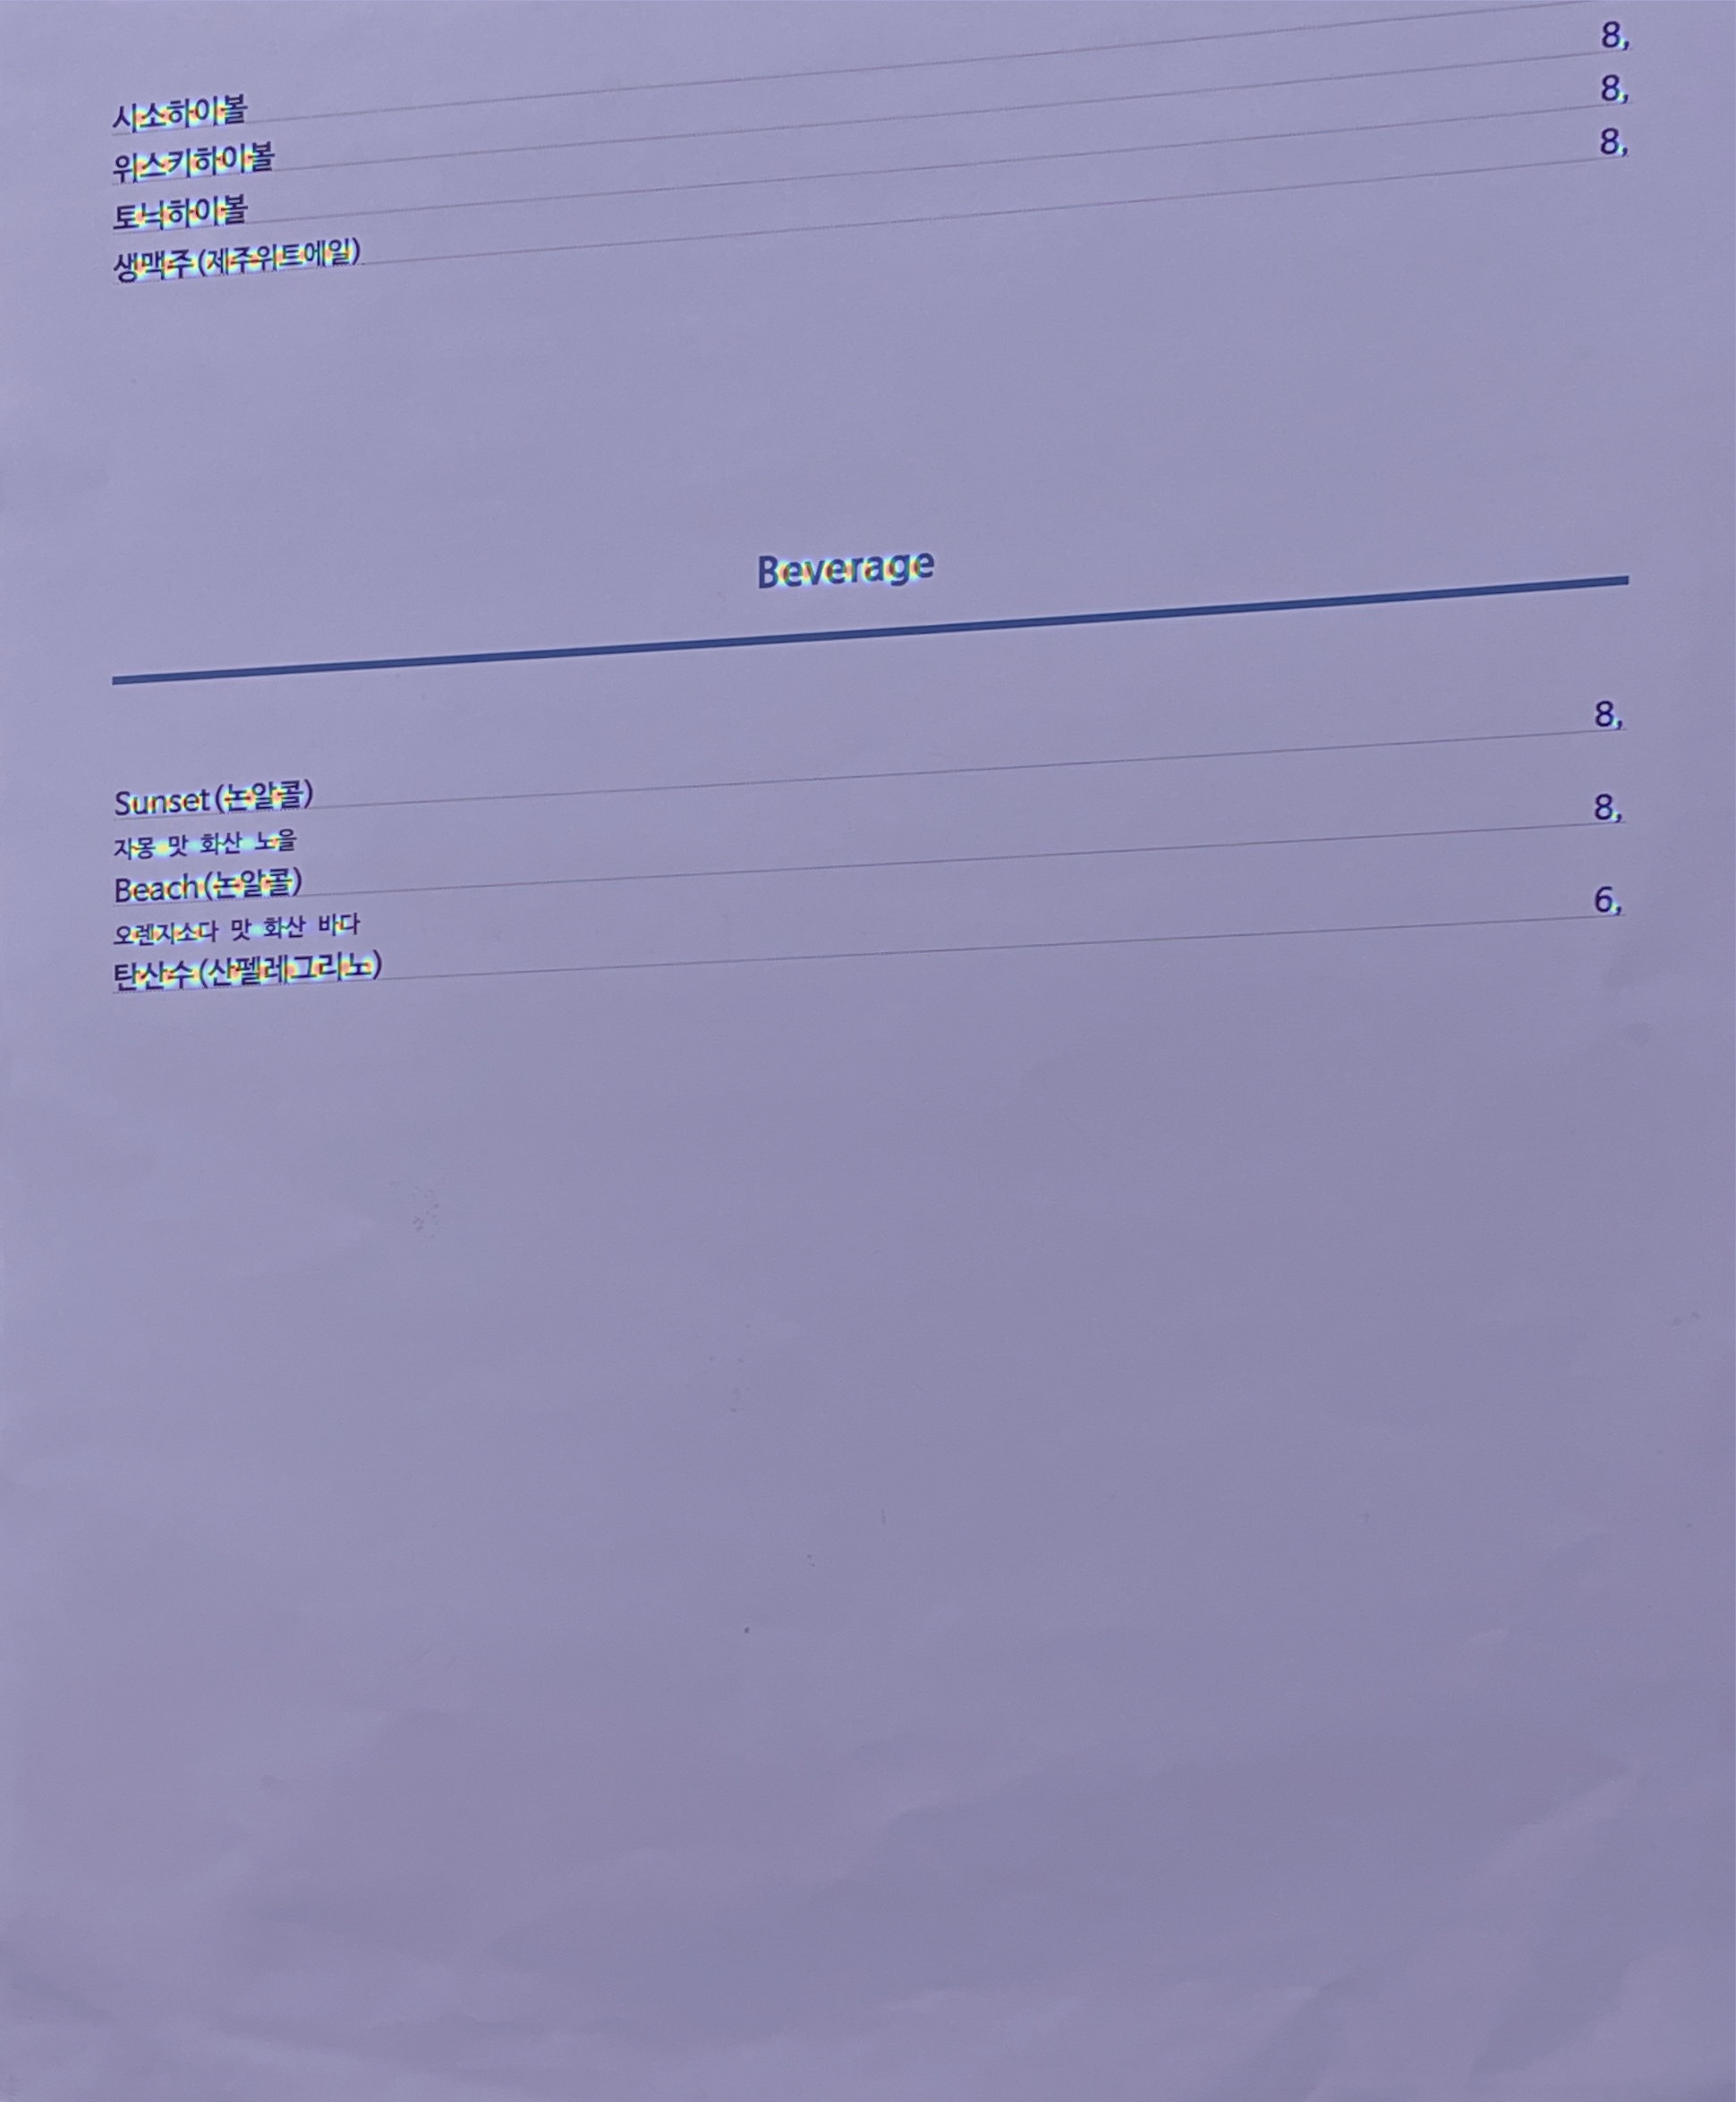 시소하이볼
위스키하이볼 8,
토닉하이볼 8,
생맥주(제주위트에일) 8,
Beverage
Sunset(논알콜) 8,
자몽 맛 화산 노을
Beach(논알콜) 8,
오렌지소다 맛 화산 바다
탄산수(산펠레그리노) 6,